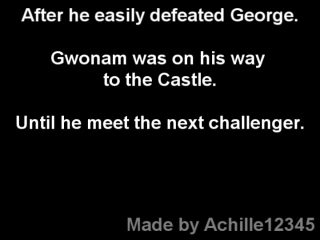 After he easily defeated George.
Gwonam was on his way
to the Castle.
Until he meet the next challenger.
Made by Achille12345